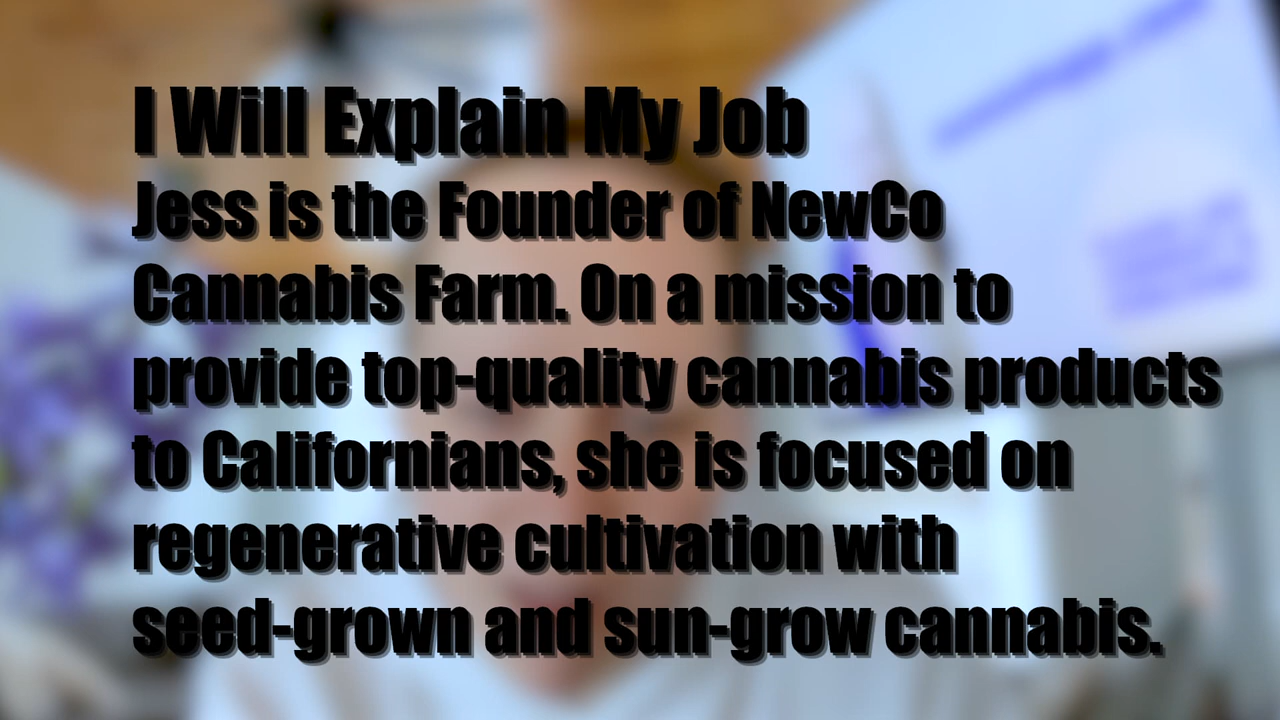 I Will Explain My Job
Jess is the Founder of NewCo
Cannabis Farm. On a mission to
provide top-quality cannabis products
to Californians, she is focused on
regenerative cultivation with
seed-grown and sun-grow cannabis.